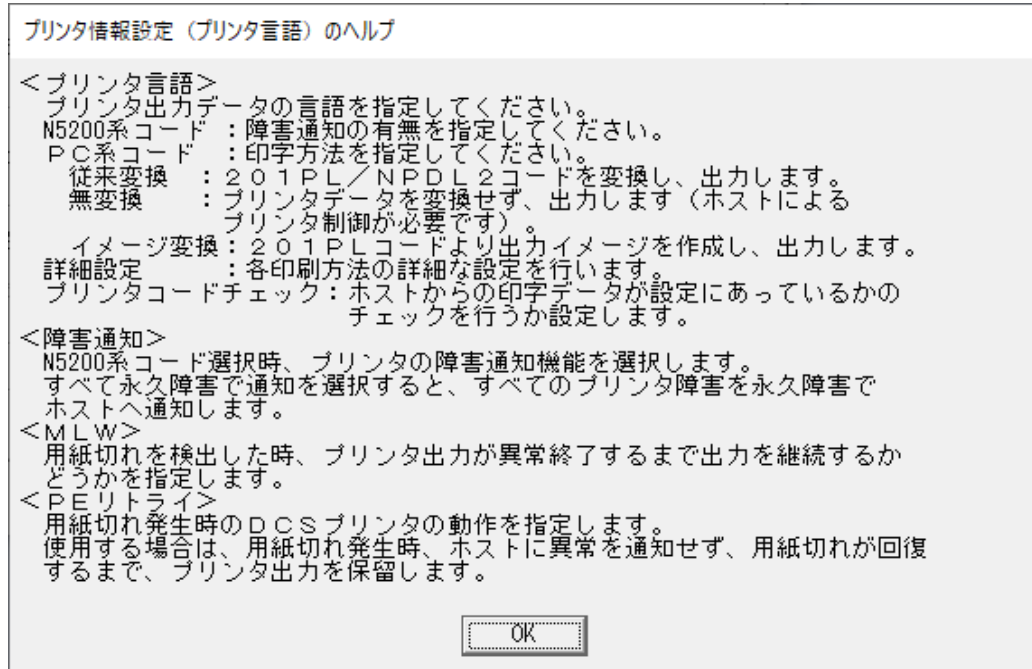 プリンタ情報設定（プリンタ言語）のヘルプ
＜プリンタ言語＞
プリンタ出力データの言語を指定してください。
N5200系コード ：障害通知の有無を指定してください。
ＰＣ系コード ：印字方法を指定してください。
従来変換 ：２０１ＰＬ／ＮＰＤＬ２コードを変換し、出力します。
無変換 ：プリンタデータを変換せず、出力します（ホストによる
プリンタ制御が必要です）。
イメージ変換：２０１ＰＬコードより出力イメージを作成し、出力します。
詳細設定 ：各印刷方法の詳細な設定を行います。
プリンタコードチェック：ホストからの印字データが設定にあっているかの
チェックを行うか設定します。
＜障害通知＞
N5200系コード選択時、プリンタの障害通知機能を選択します。
すべて永久障害で通知を選択すると、すべてのプリンタ障害を永久障害で
ホストへ通知します。
＜ＭＬＷ＞
用紙切れを検出した時、プリンタ出力が異常終了するまで出力を継続するか
どうかを指定します。
＜ＰＥリトライ＞
用紙切れ発生時のＤＣＳプリンタの動作を指定します。
使用する場合は、用紙切れ発生時、ホストに異常を通知せず、用紙切れが回復
するまで、プリンタ出力を保留します。
OK